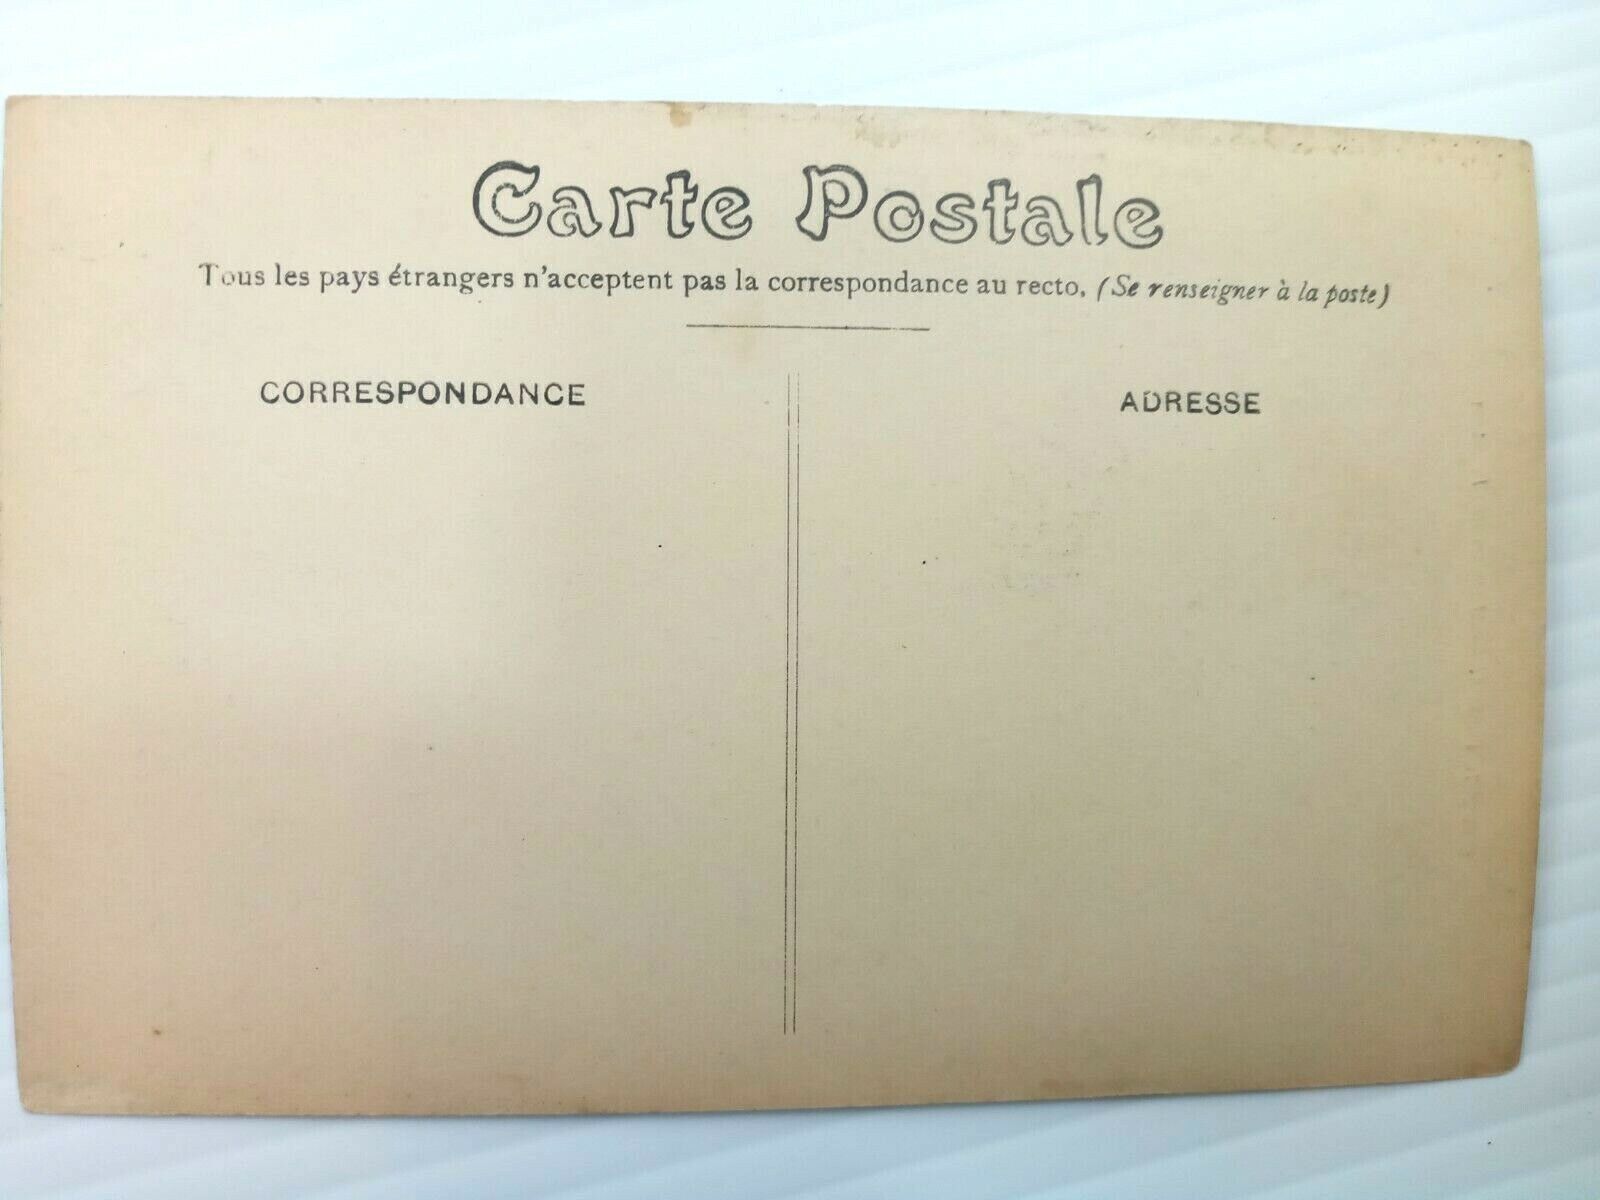 Carte Postale
Tous les pays étrangers n'acceptent pas la correspondance au recto. (Se renseigner à la poste)
CORRESPONDANCE
ADRESSE